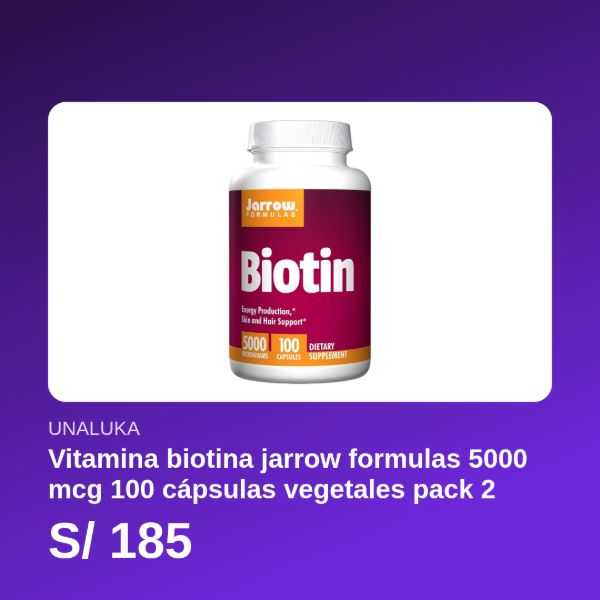 Jarrow
FORMULAS
Biotin
Energy Production,*
Skin and Hair Support*
5000 100 DIETARY
MICROGRAMS CAPSULES SUPPLEMENT
UNALUKA
Vitamina biotina jarrow formulas 5000
mcg 100 cápsulas vegetales pack 2
S/ 185